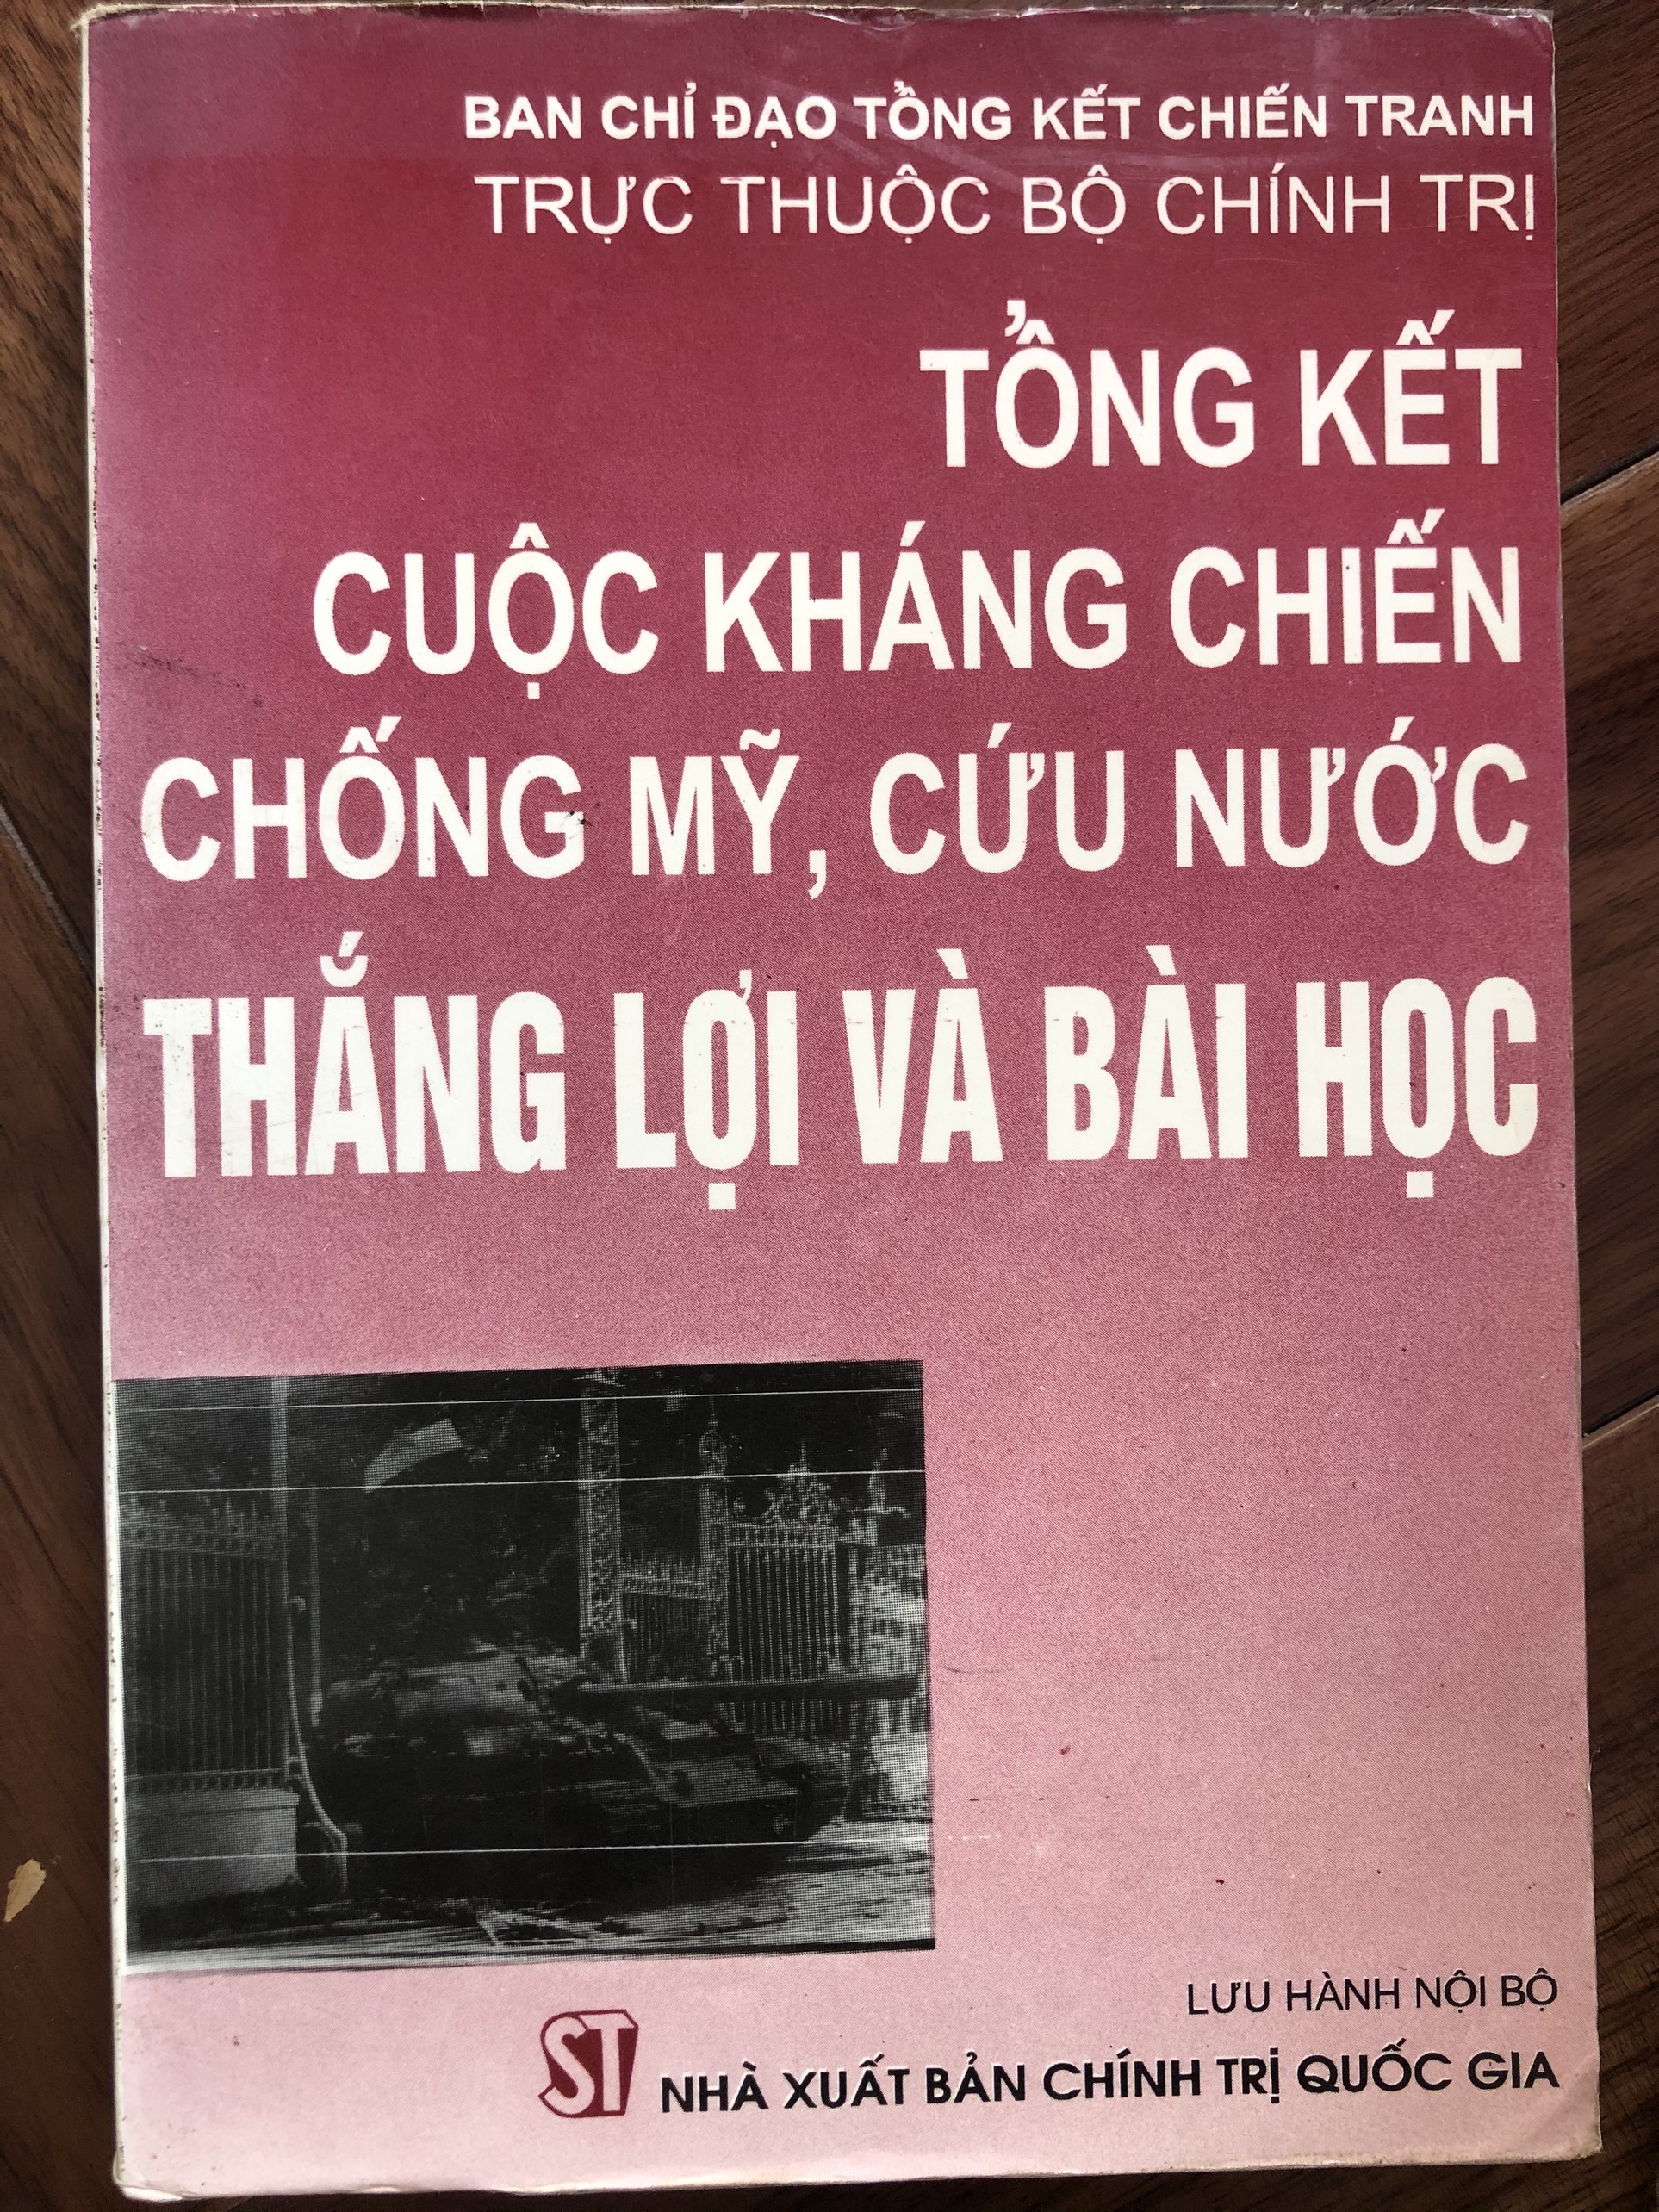 BAN CHỈ ĐẠO TỔNG KẾT CHIẾN TRANH
TRỰC THUỘC BỘ CHÍNH TRỊ
TỔNG KẾT
CUỘC KHÁNG CHIẾN
CHỐNG MỸ, CỨU NƯỚC
THẮNG LỢI VÀ BÀI HỌC
LƯU HÀNH NỘI BỘ
ST NHÀ XUẤT BẢN CHÍNH TRỊ QUỐC GIA